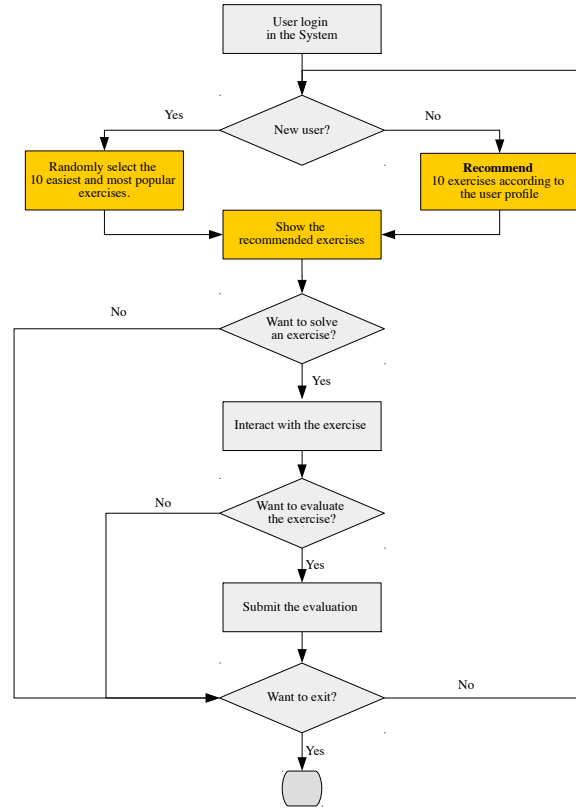 User login
in the System
New user?
Yes
No
Randomly select the
10 easiest and most popular
exercises.
Recommend
10 exercises according to
the user profile
Show the
recommended exercises
Want to solve
an exercise?
No
Yes
Interact with the exercise
Want to evaluate
the exercise?
No
Yes
Submit the evaluation
Want to exit?
No
Yes